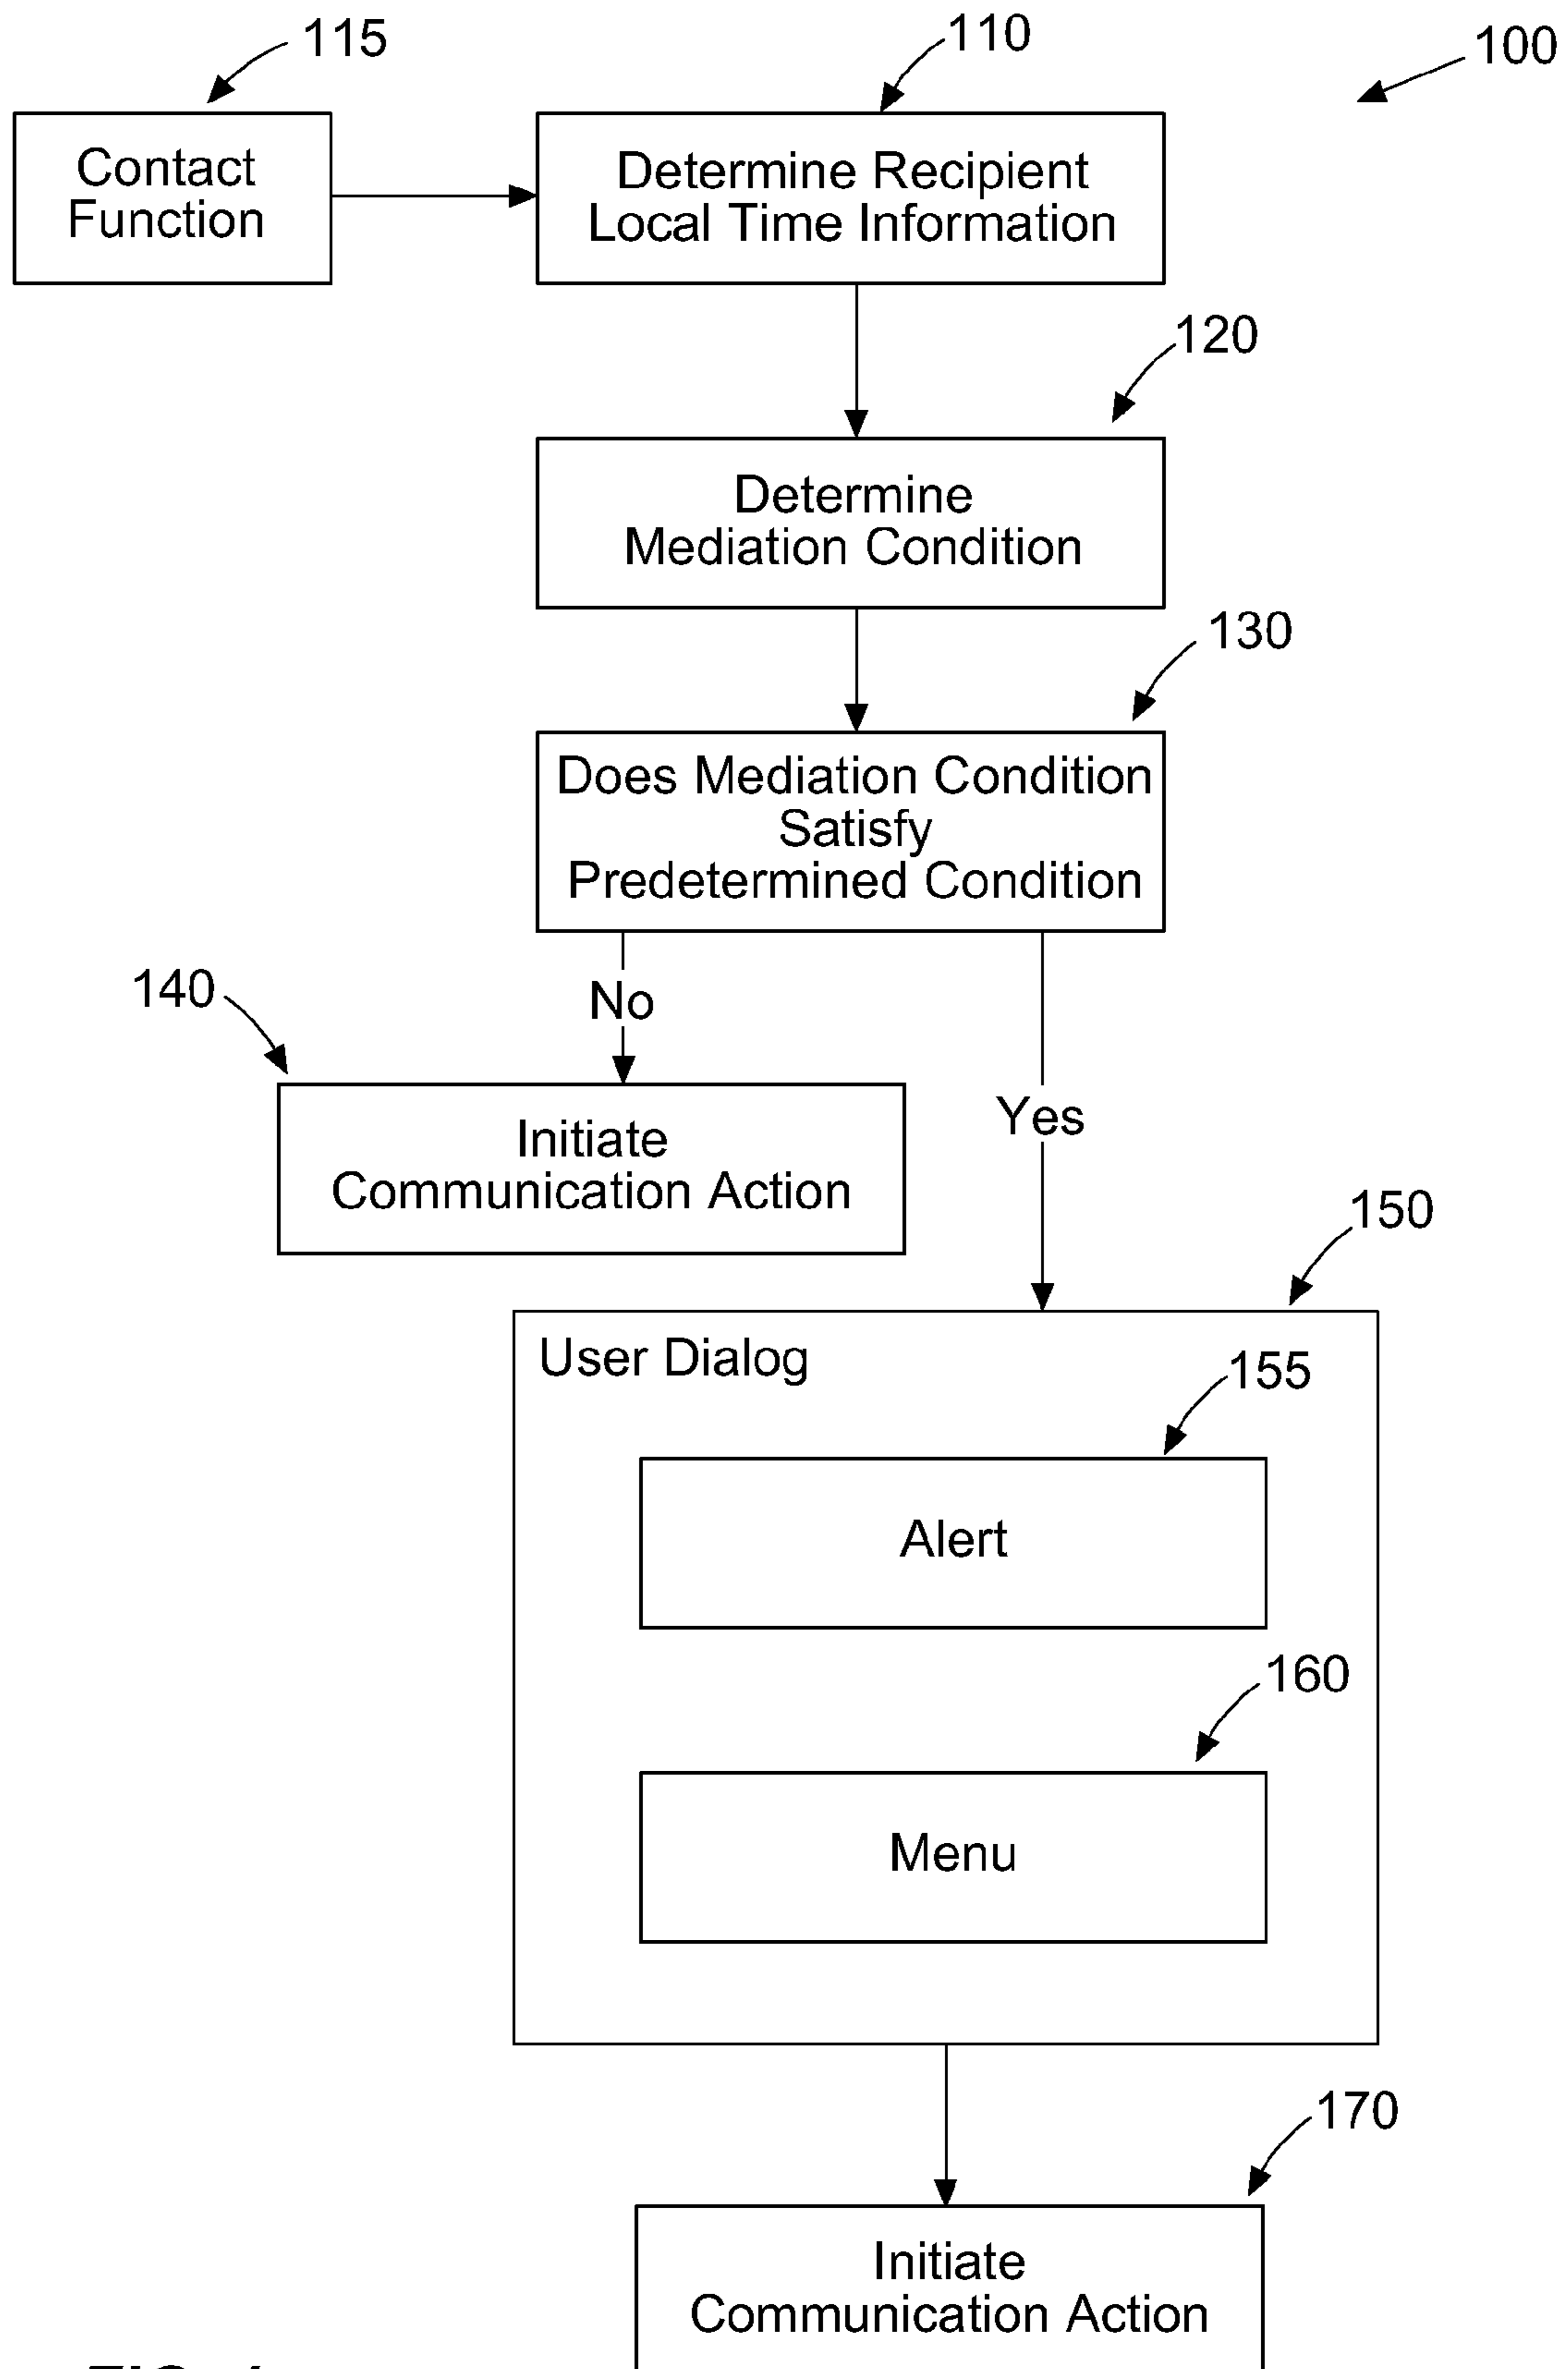 115
110
100
Contact
Function
Determine Recipient
Local Time Information
120
Determine
Mediation Condition
130
Does Mediation Condition
Satisfy
Predetermined Condition
140
No
Yes
Initiate
Communication Action
150
User Dialog
155
Alert
160
Menu
170
Initiate
Communication Action